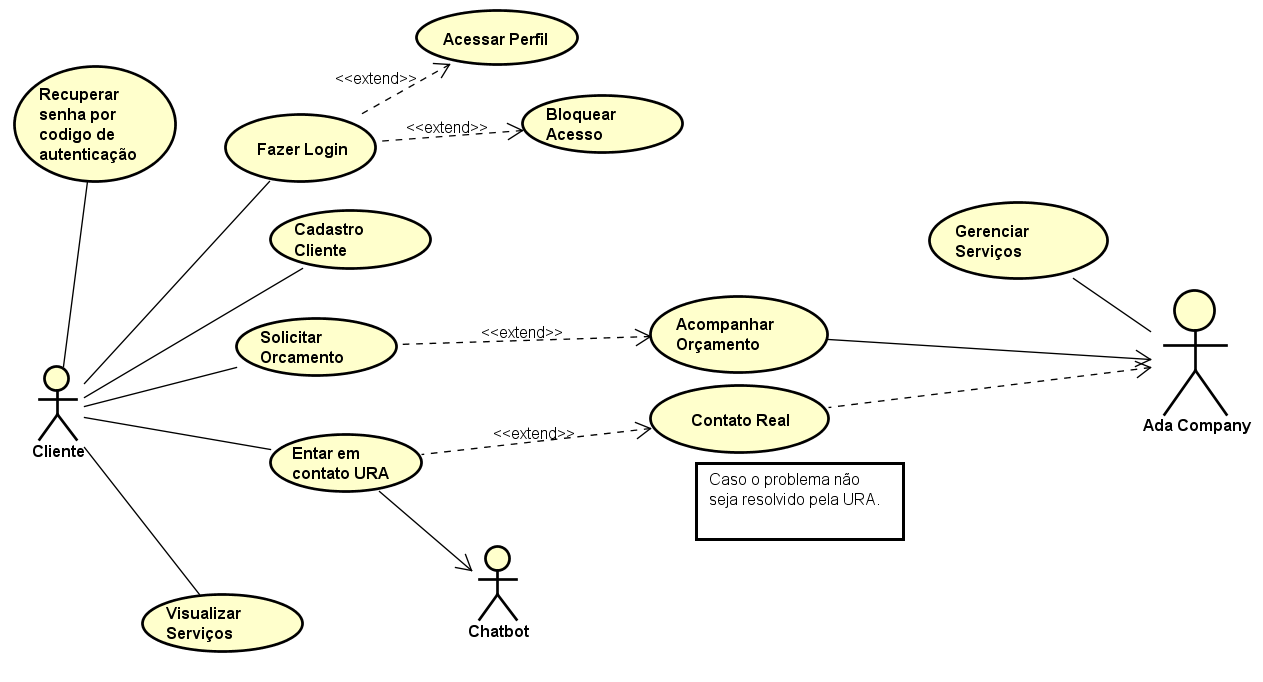 Acessar Perfil
<<extend>>
Recuperar
senha por
codigo de
autenticação
Bloquear
Acesso
<<extend>>
Fazer Login
Cadastro
Cliente
Gerenciar
Serviços
Solicitar
Orcamento
<<extend>>
Acompanhar
Orçamento
Cliente
Entar em
contato URA
<<extend>>
Contato Real
Ada Company
Caso o problema não
seja resolvido pela URA.
Chatbot
Visualizar
Serviços